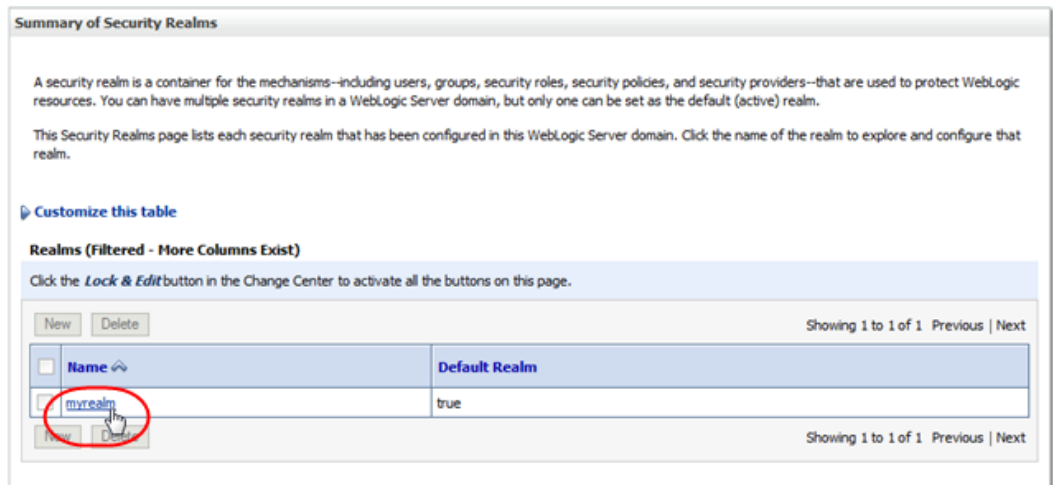 Summary of Security Realms
A security realm is a container for the mechanisms--including users, groups, security roles, security policies, and security providers--that are used to protect WebLogic
resources. You can have multiple security realms in a WebLogic Server domain, but only one can be set as the default (active) realm.
This Security Realms page lists each security realm that has been configured in this WebLogic Server domain. Click the name of the realm to explore and configure that
realm.
Customize this table
Realms (Filtered - More Columns Exist)
Click the Lock & Edit button in the Change Center to activate all the buttons on this page.
New Delete Showing 1 to 1 of 1 Previous | Next
Name Default Realm
myrealm true
New Delete Showing 1 to 1 of 1 Previous | Next